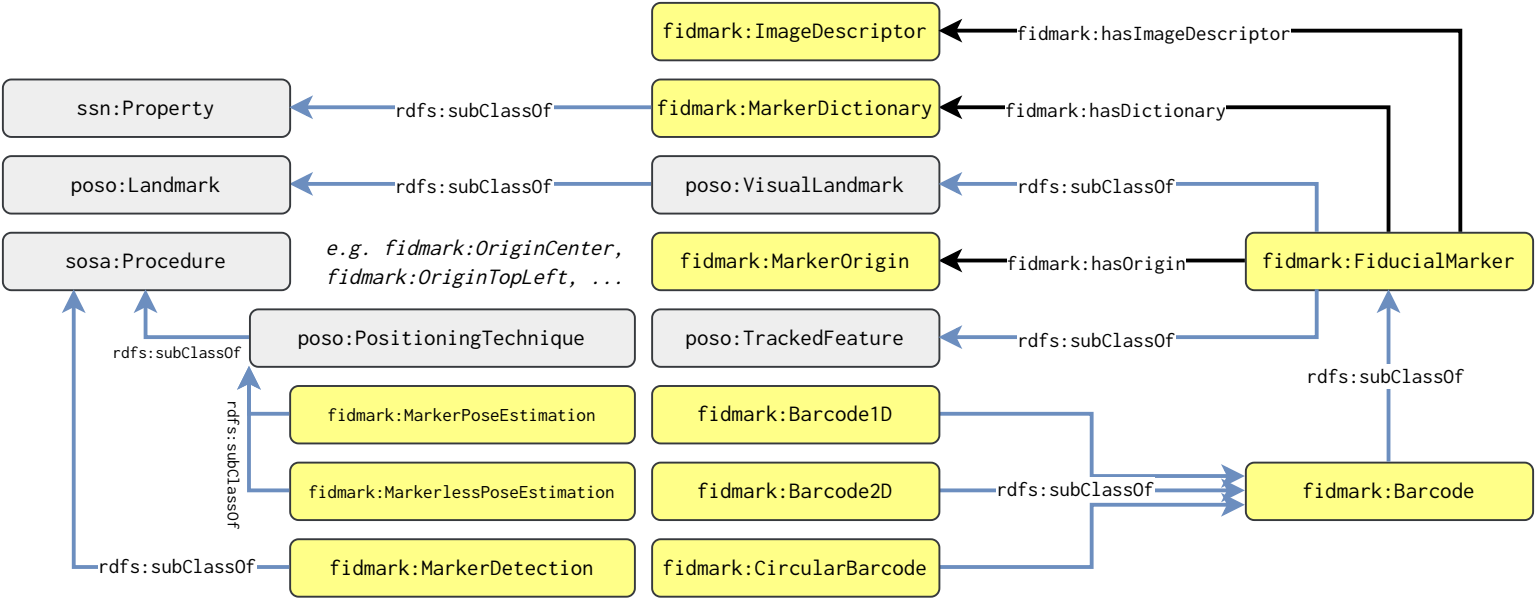 fidmark:ImageDescriptor
fidmark:hasImageDescriptor
ssn:Property
rdfs:subClassOf
fidmark:MarkerDictionary
fidmark:hasDictionary
poso:Landmark
rdfs:subClassOf
poso:VisualLandmark
rdfs:subClassOf
sosa:Procedure
e.g. fidmark:OriginCenter,
fidmark:OriginTopLeft, ...
fidmark:MarkerOrigin
fidmark:hasOrigin
fidmark:FiducialMarker
rdfs:subClassOf
poso:PositioningTechnique
poso:TrackedFeature
rdfs:subClassOf
rdfs:subClassOf
rdfs:subClassOf
fidmark:MarkerPoseEstimation
fidmark:Barcode1D
fidmark:MarkerlessPoseEstimation
fidmark:Barcode2D
rdfs:subClassOf
fidmark:Barcode
rdfs:subClassOf
fidmark:MarkerDetection
fidmark:CircularBarcode